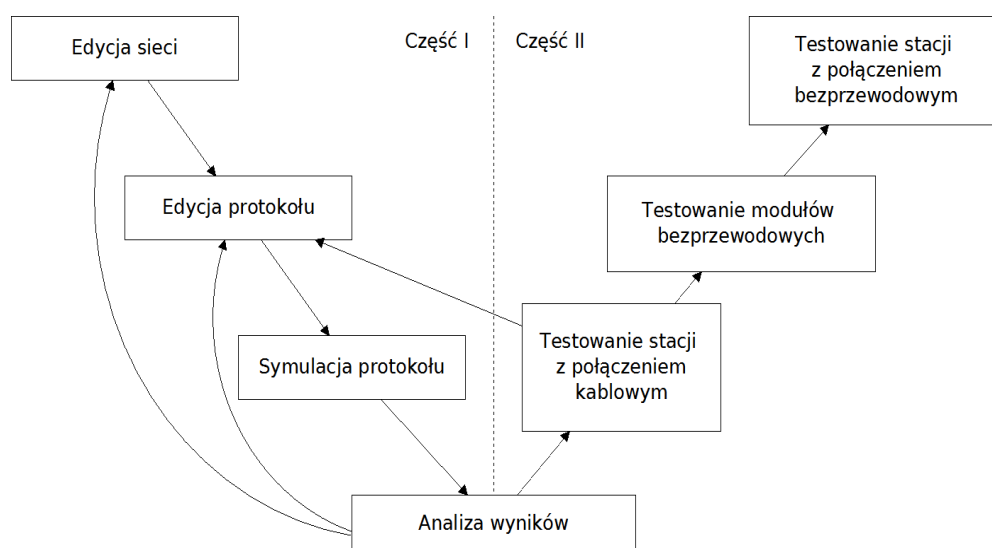 Edycja sieci
Część I
Część II
Testowanie stacji
z połączeniem
bezprzewodowym
Edycja protokołu
Testowanie modułów
bezprzewodowych
Symulacja protokołu
Testowanie stacji
z połączeniem
kablowym
Analiza wyników